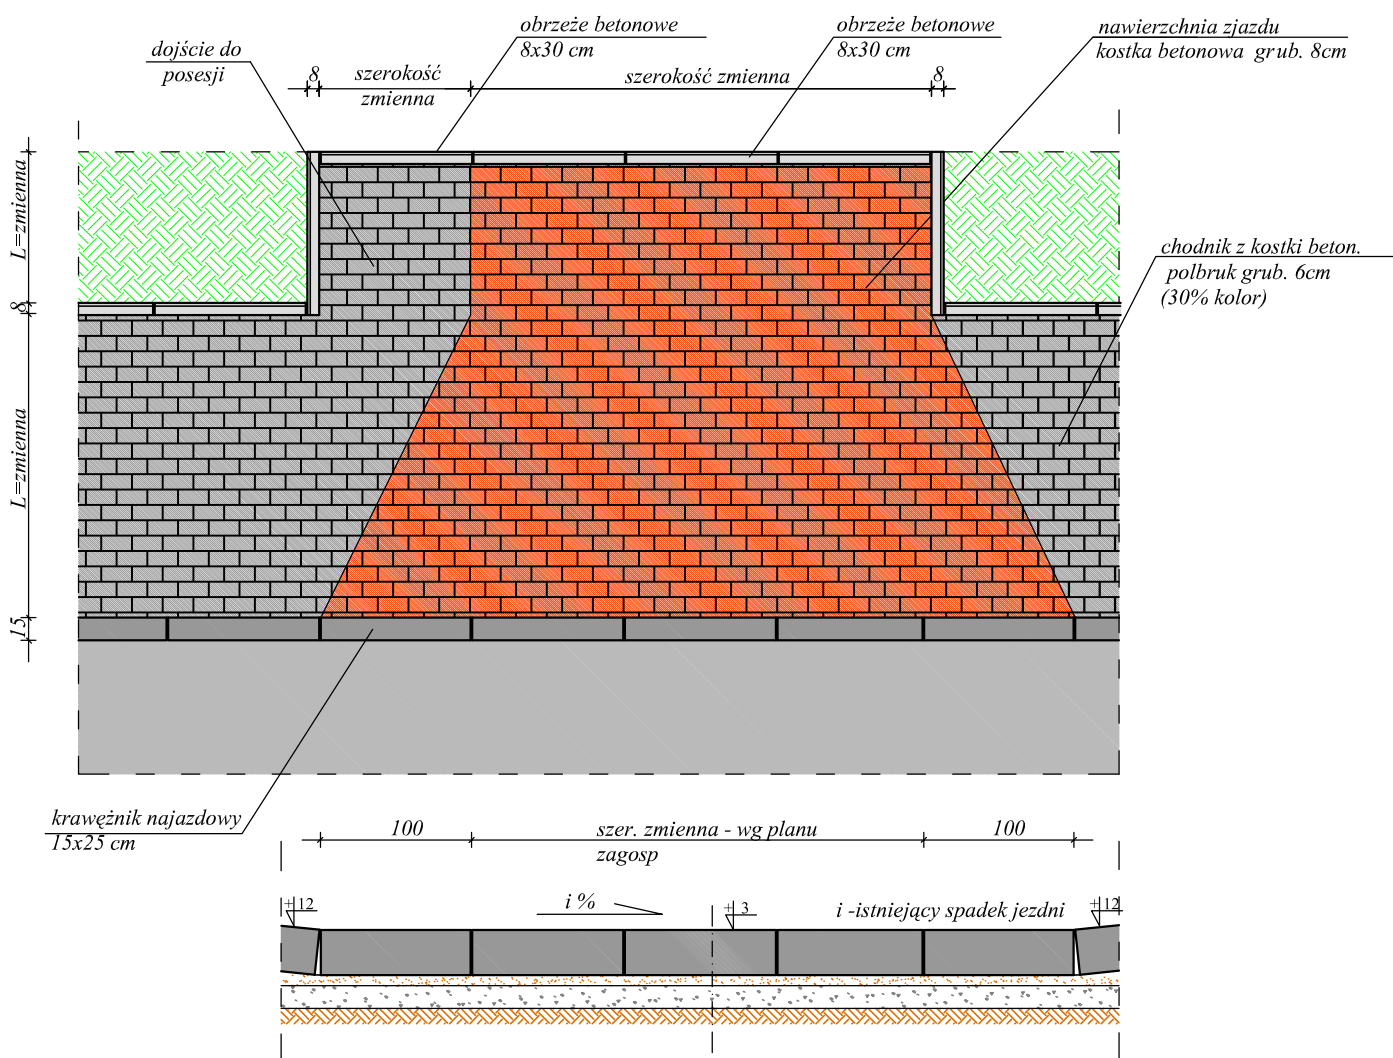 obrzeże betonowe
8x30 cm
obrzeże betonowe
8x30 cm
nawierzchnia zjazdu
kostka betonowa grub. 8cm
dojście do
posesji
8
szerokość
zmienna
szerokość zmienna
8
L=zmienna
8
L=zmienna
15
chodnik z kostki beton.
polbruk grub. 6cm
(30% kolor)
krawężnik najazdowy
15x25 cm
100
szer. zmienna - wg planu
zagosp
100
+12
i %
+3
i -istniejący spadek jezdni
+12